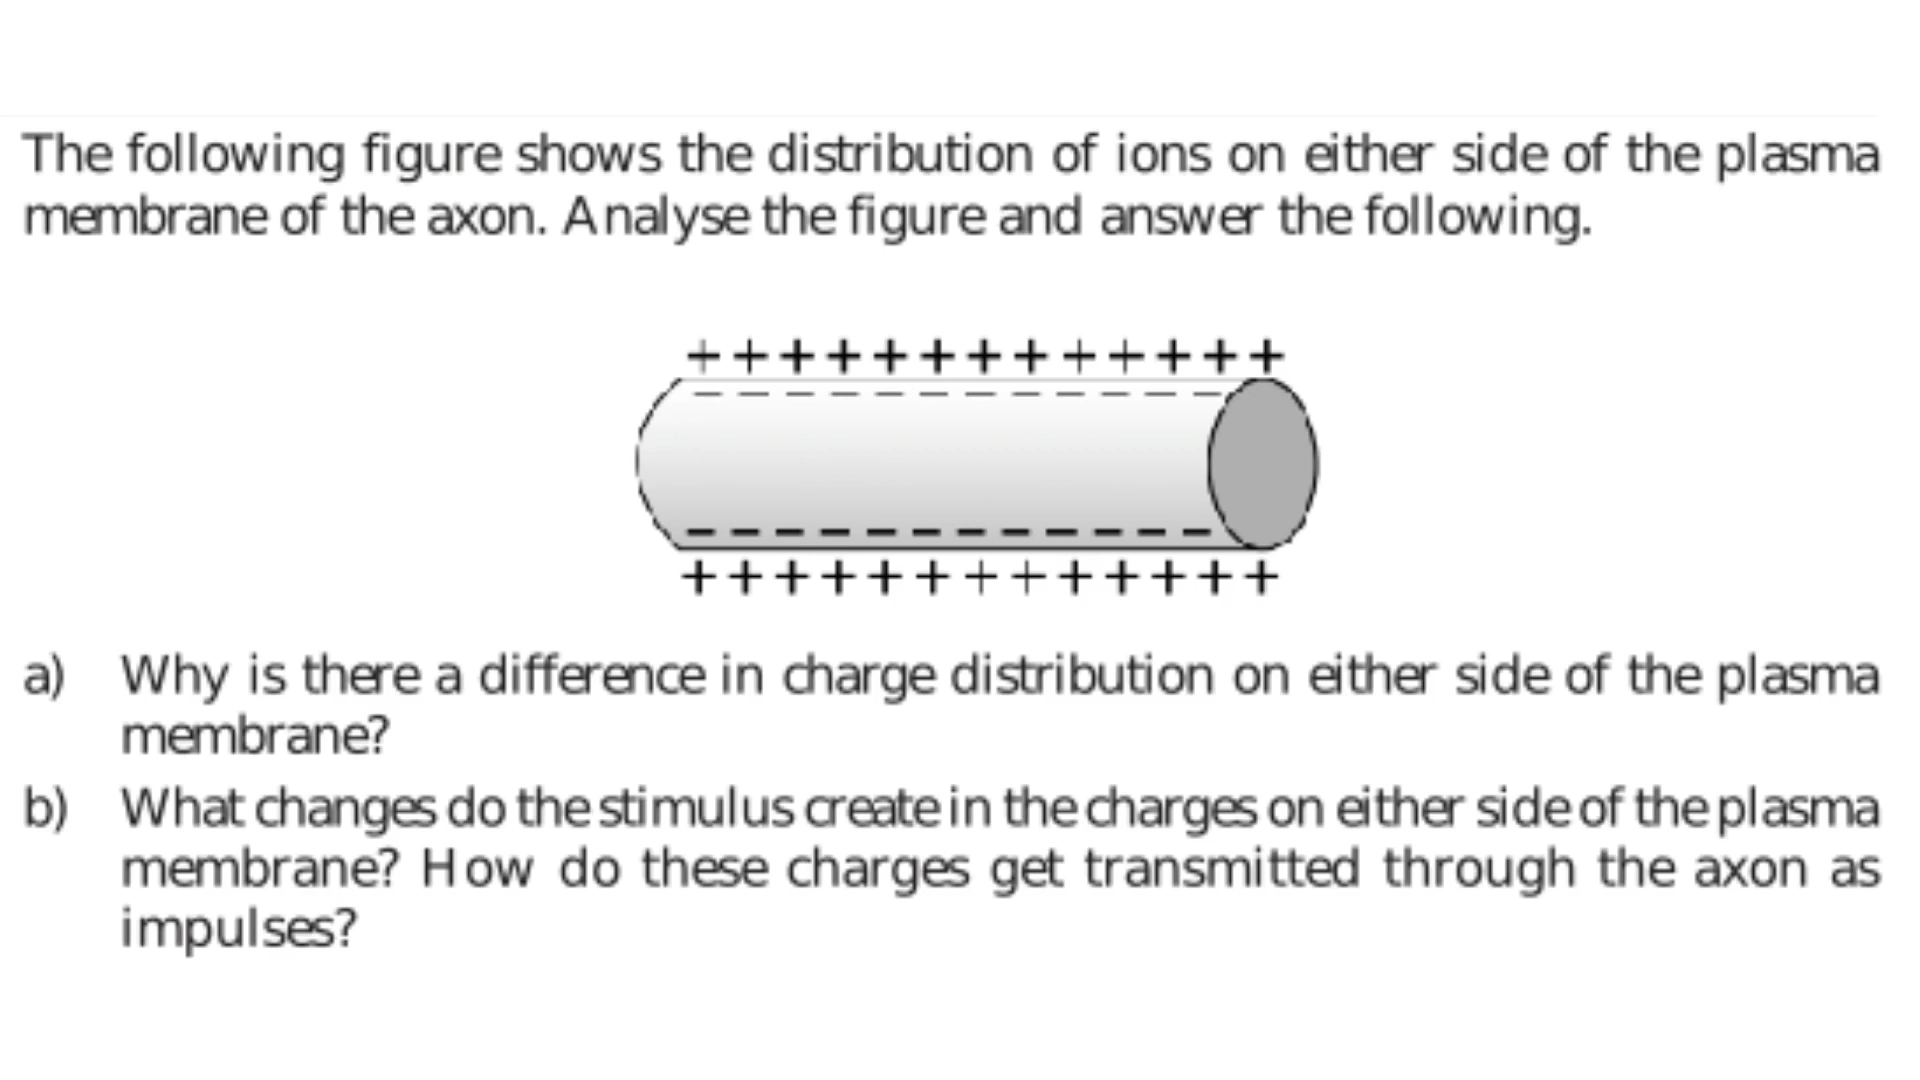 The following figure shows the distribution of ions on either side of the plasma
membrane of the axon. Analyse the figure and answer the following.
+ + + + + + + + + + + + +
_ _ _ _ _ _ _ _ _ _ _ _
_ _ _ _ _ _ _ _ _ _ _ _
+ + + + + + + + + + + + +
a) Why is there a difference in charge distribution on either side of the plasma
membrane?
b) What changes do the stimulus create in the charges on either side of the plasma
membrane? How do these charges get transmitted through the axon as
impulses?